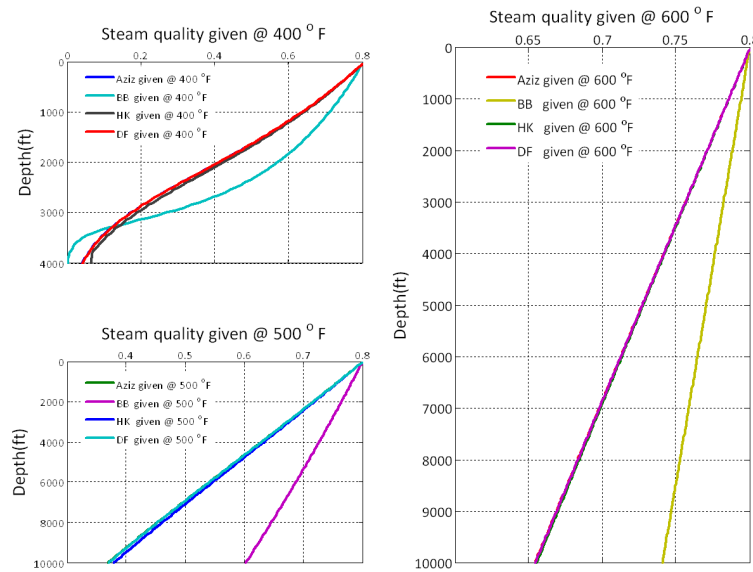 Steam quality given @ 400 ° F
0 0.2 0.4 0.6 0.8
0
1000
2000
3000
4000
Depth(ft)
Aziz given @ 400 °F
BB given @ 400 °F
HK given @ 400 °F
DF given @ 400 °F
Steam quality given @ 500 ° F
0.4 0.5 0.6 0.7 0.8
0
2000
4000
6000
8000
10000
Depth(ft)
Aziz given @ 500 °F
BB given @ 500 °F
HK given @ 500 °F
DF given @ 500 °F
Steam quality given @ 600 ° F
0.65 0.7 0.75
0
1000
2000
3000
4000
5000
6000
7000
8000
9000
10000
Depth(ft)
Aziz given @ 600 °F
BB given @ 600 °F
HK given @ 600 °F
DF given @ 600 °F